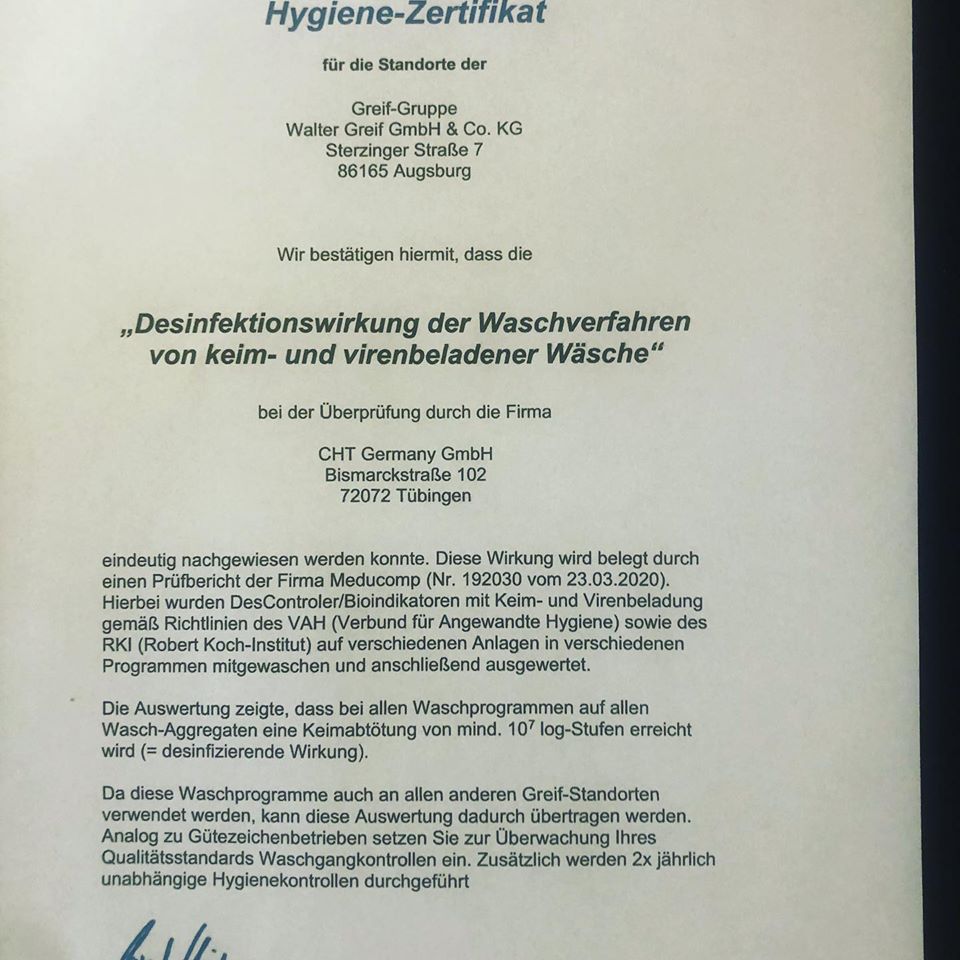 Hygiene-Zertifikat
für die Standorte der
Greif-Gruppe
Walter Greif GmbH & Co. KG
Sterzinger Straße 7
86165 Augsburg
Wir bestätigen hiermit, dass die
„Desinfektionswirkung der Waschverfahren
von keim- und virenbeladener Wäsche“
bei der Überprüfung durch die Firma
CHT Germany GmbH
Bismarckstraße 102
72072 Tübingen
eindeutig nachgewiesen werden konnte. Diese Wirkung wird belegt durch
einen Prüfbericht der Firma Meducomp (Nr. 192030 vom 23.03.2020).
Hierbei wurden DesControler/Bioindikatoren mit Keim- und Virenbeladung
gemäß Richtlinien des VAH (Verbund für Angewandte Hygiene) sowie des
RKI (Robert Koch-Institut) auf verschiedenen Anlagen in verschiedenen
Programmen mitgewaschen und anschließend ausgewertet.
Die Auswertung zeigte, dass bei allen Waschprogrammen auf allen
Wasch-Aggregaten eine Keimabtötung von mind. 10⁷ log-Stufen erreicht
wird (= desinfizierende Wirkung).
Da diese Waschprogramme auch an allen anderen Greif-Standorten
verwendet werden, kann diese Auswertung dadurch übertragen werden.
Analog zu Gütezeichenbetrieben setzen Sie zur Überwachung Ihres
Qualitätsstandards Waschgangkontrollen ein. Zusätzlich werden 2x jährlich
unabhängige Hygienekontrollen durchgeführt